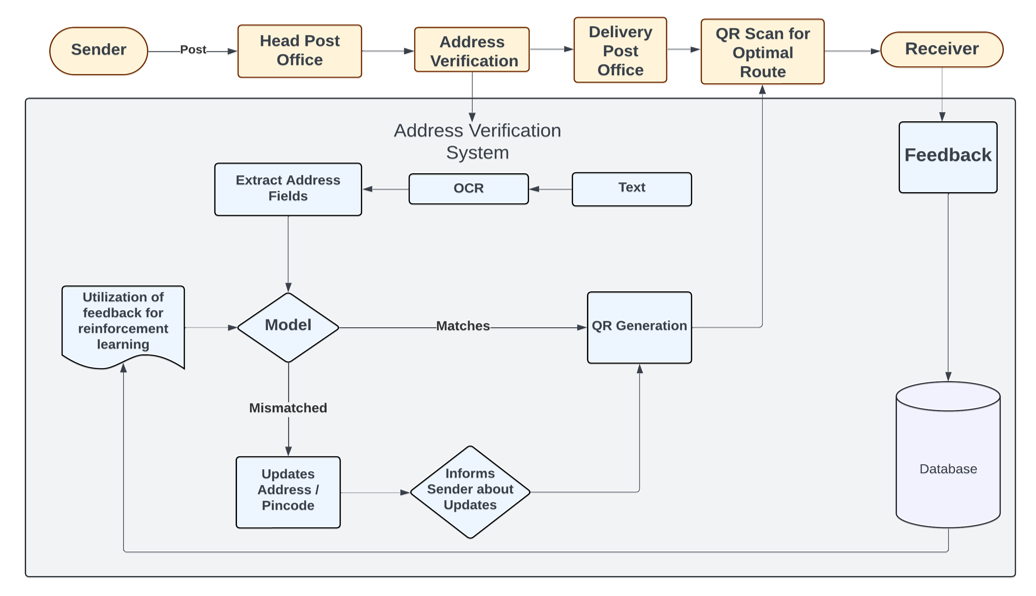 Sender
Post
Head Post
Office
Address
Verification
Delivery
Post
Office
QR Scan for
Optimal
Route
Receiver
Address Verification
System
Feedback
Extract Address
Fields
OCR
Text
Utilization of
feedback for
reinforcement
learning
Model
Matches
QR Generation
Mismatched
Updates
Address /
Pincode
Informs
Sender about
Updates
Database